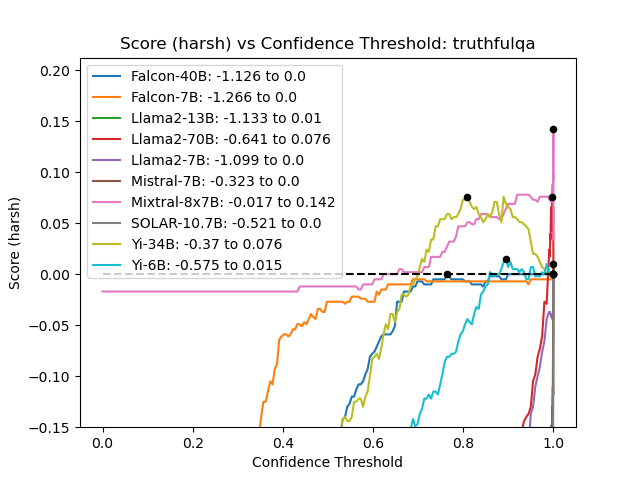 Score (harsh) vs Confidence Threshold: truthfulqa
Score (harsh)
0.20
0.15
0.10
0.05
0.00
−0.05
−0.10
−0.15
Falcon-40B: -1.126 to 0.0
Falcon-7B: -1.266 to 0.0
Llama2-13B: -1.133 to 0.01
Llama2-70B: -0.641 to 0.076
Llama2-7B: -1.099 to 0.0
Mistral-7B: -0.323 to 0.0
Mixtral-8x7B: -0.017 to 0.142
SOLAR-10.7B: -0.521 to 0.0
Yi-34B: -0.37 to 0.076
Yi-6B: -0.575 to 0.015
0.0 0.2 0.4 0.6 0.8 1.0
Confidence Threshold